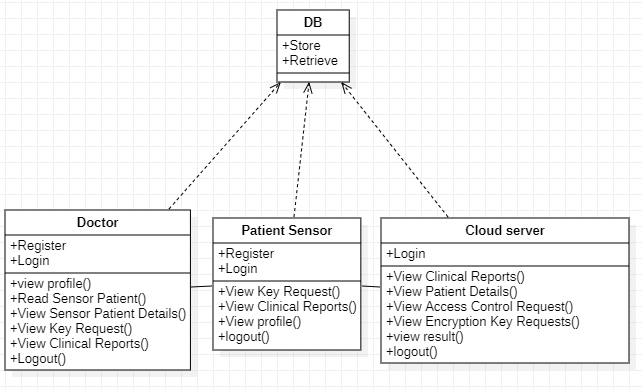 DB
+Store
+Retrieve
Doctor
+Register
+Login
+view profile()
+Read Sensor Patient()
+View Sensor Patient Details()
+View Key Request()
+View Clinical Reports()
+Logout()
Patient Sensor
+Register
+Login
+View Key Request()
+View Clinical Reports()
+View profile()
+logout()
Cloud server
+Login
+View Clinical Reports()
+View Patient Details()
+View Access Control Request()
+View Encryption Key Requests()
+view result()
+logout()